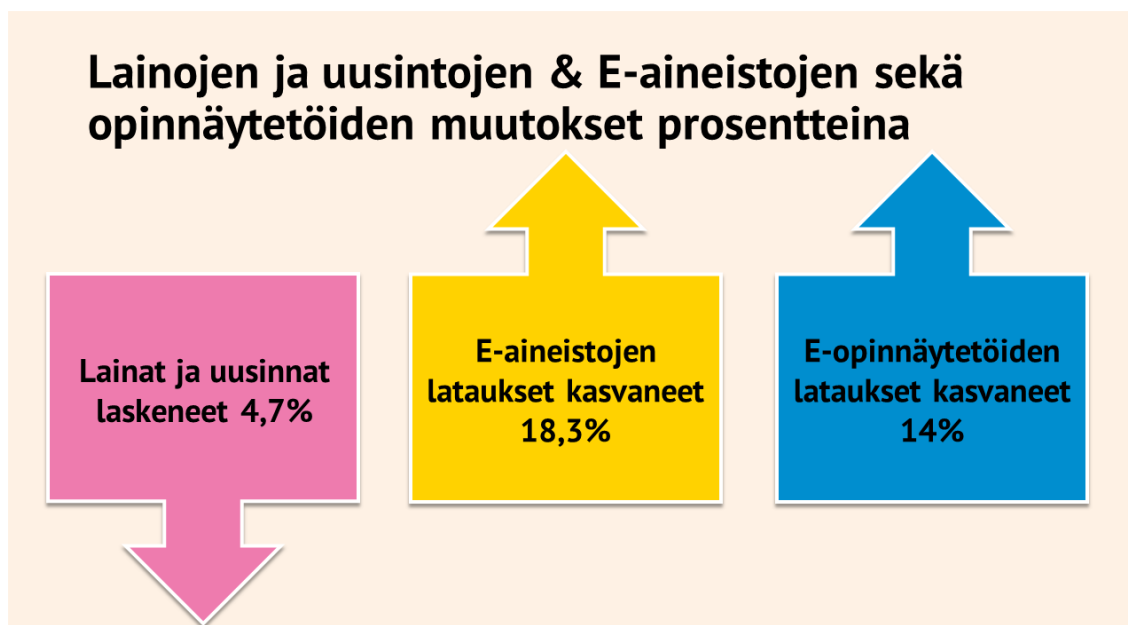 Lainojen ja uusintojen & E-aineistojen sekä
opinnäytetöiden muutokset prosentteina
Lainat ja uusinnat
laskeneet 4,7%
E-aineistojen
lataukset kasvaneet
18,3%
E-opinnäytetöiden
lataukset kasvaneet
14%